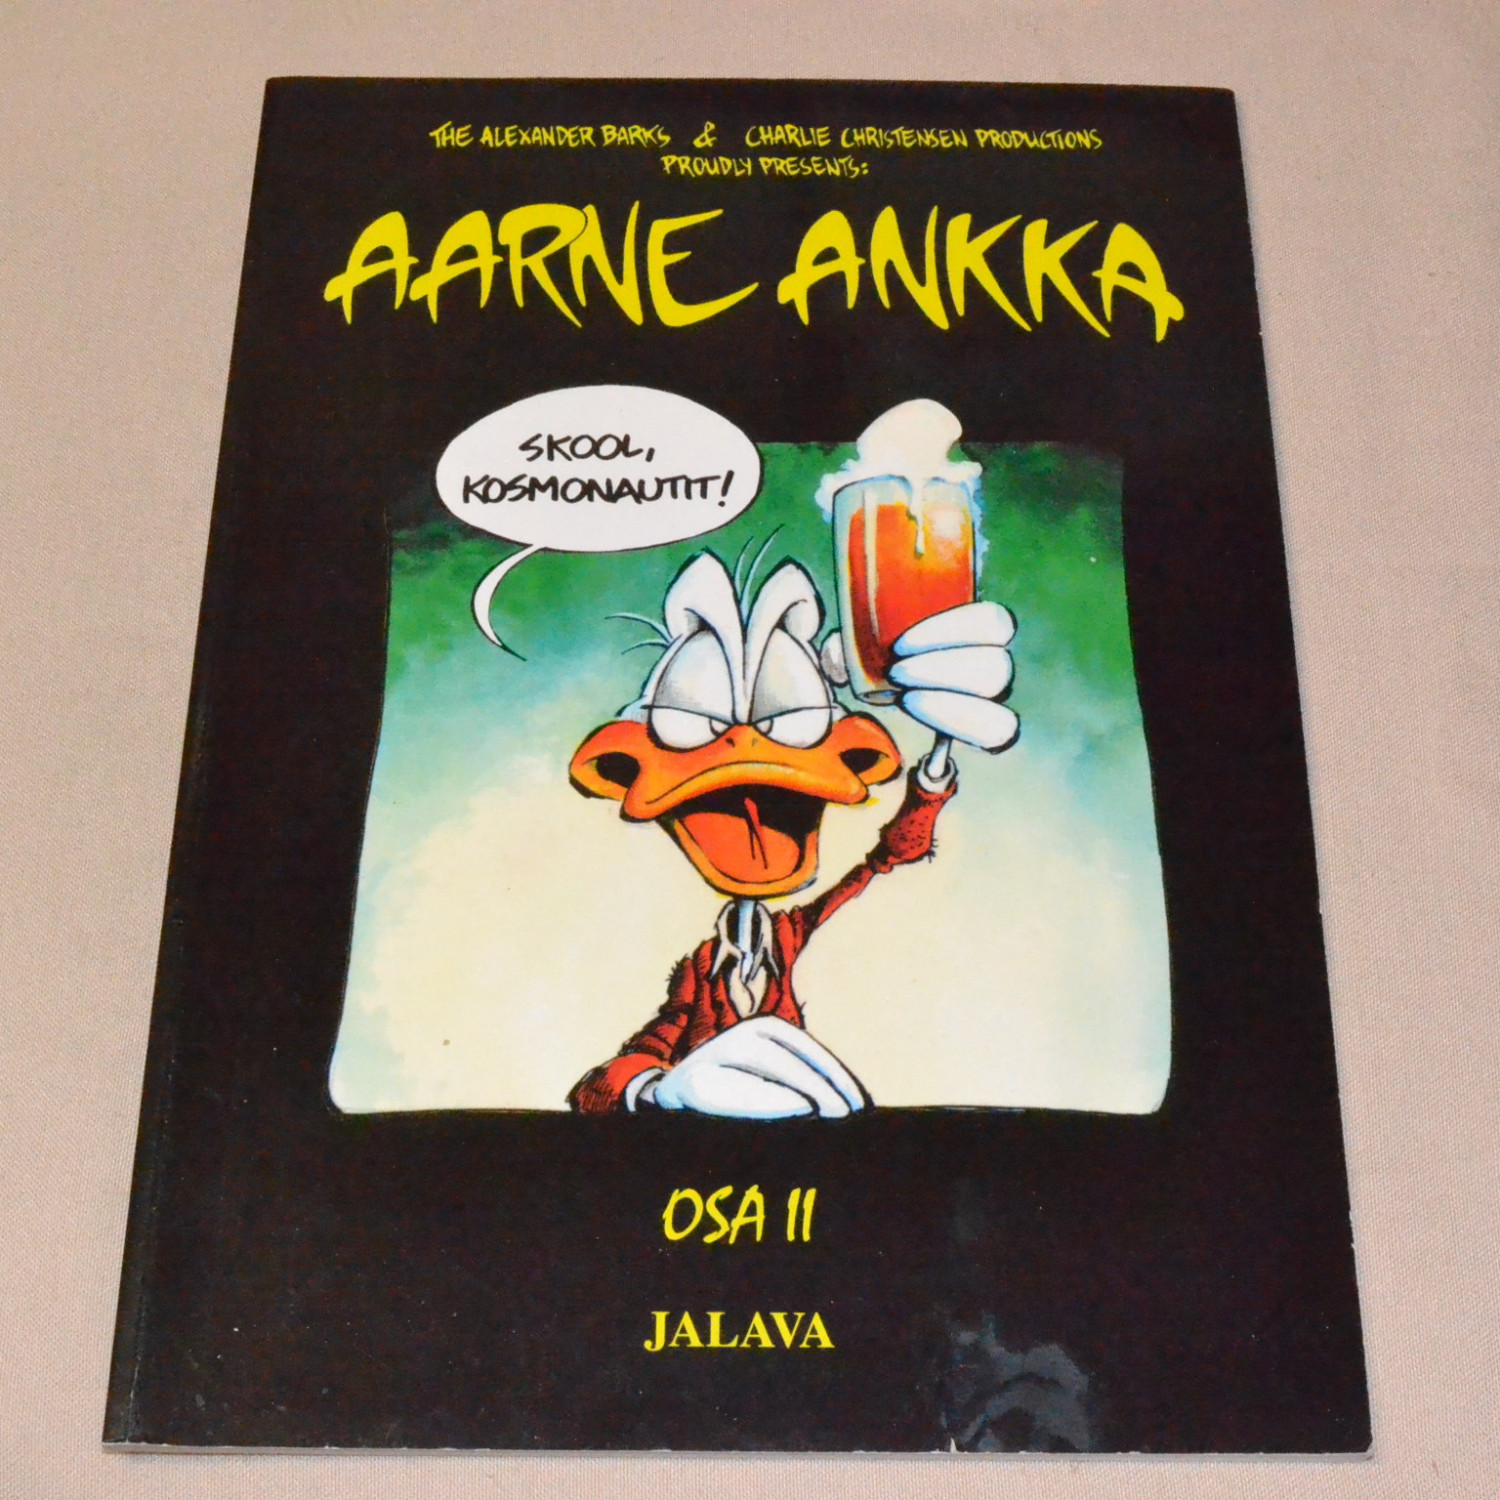 THE ALEXANDER BARKS & CHARLIE CHRISTENSEN PRODUCTIONS
PROUDLY PRESENTS:
AARNE ANKKA
SKOOL,
KOSMONAUTIT!
OSA II
JALAVA